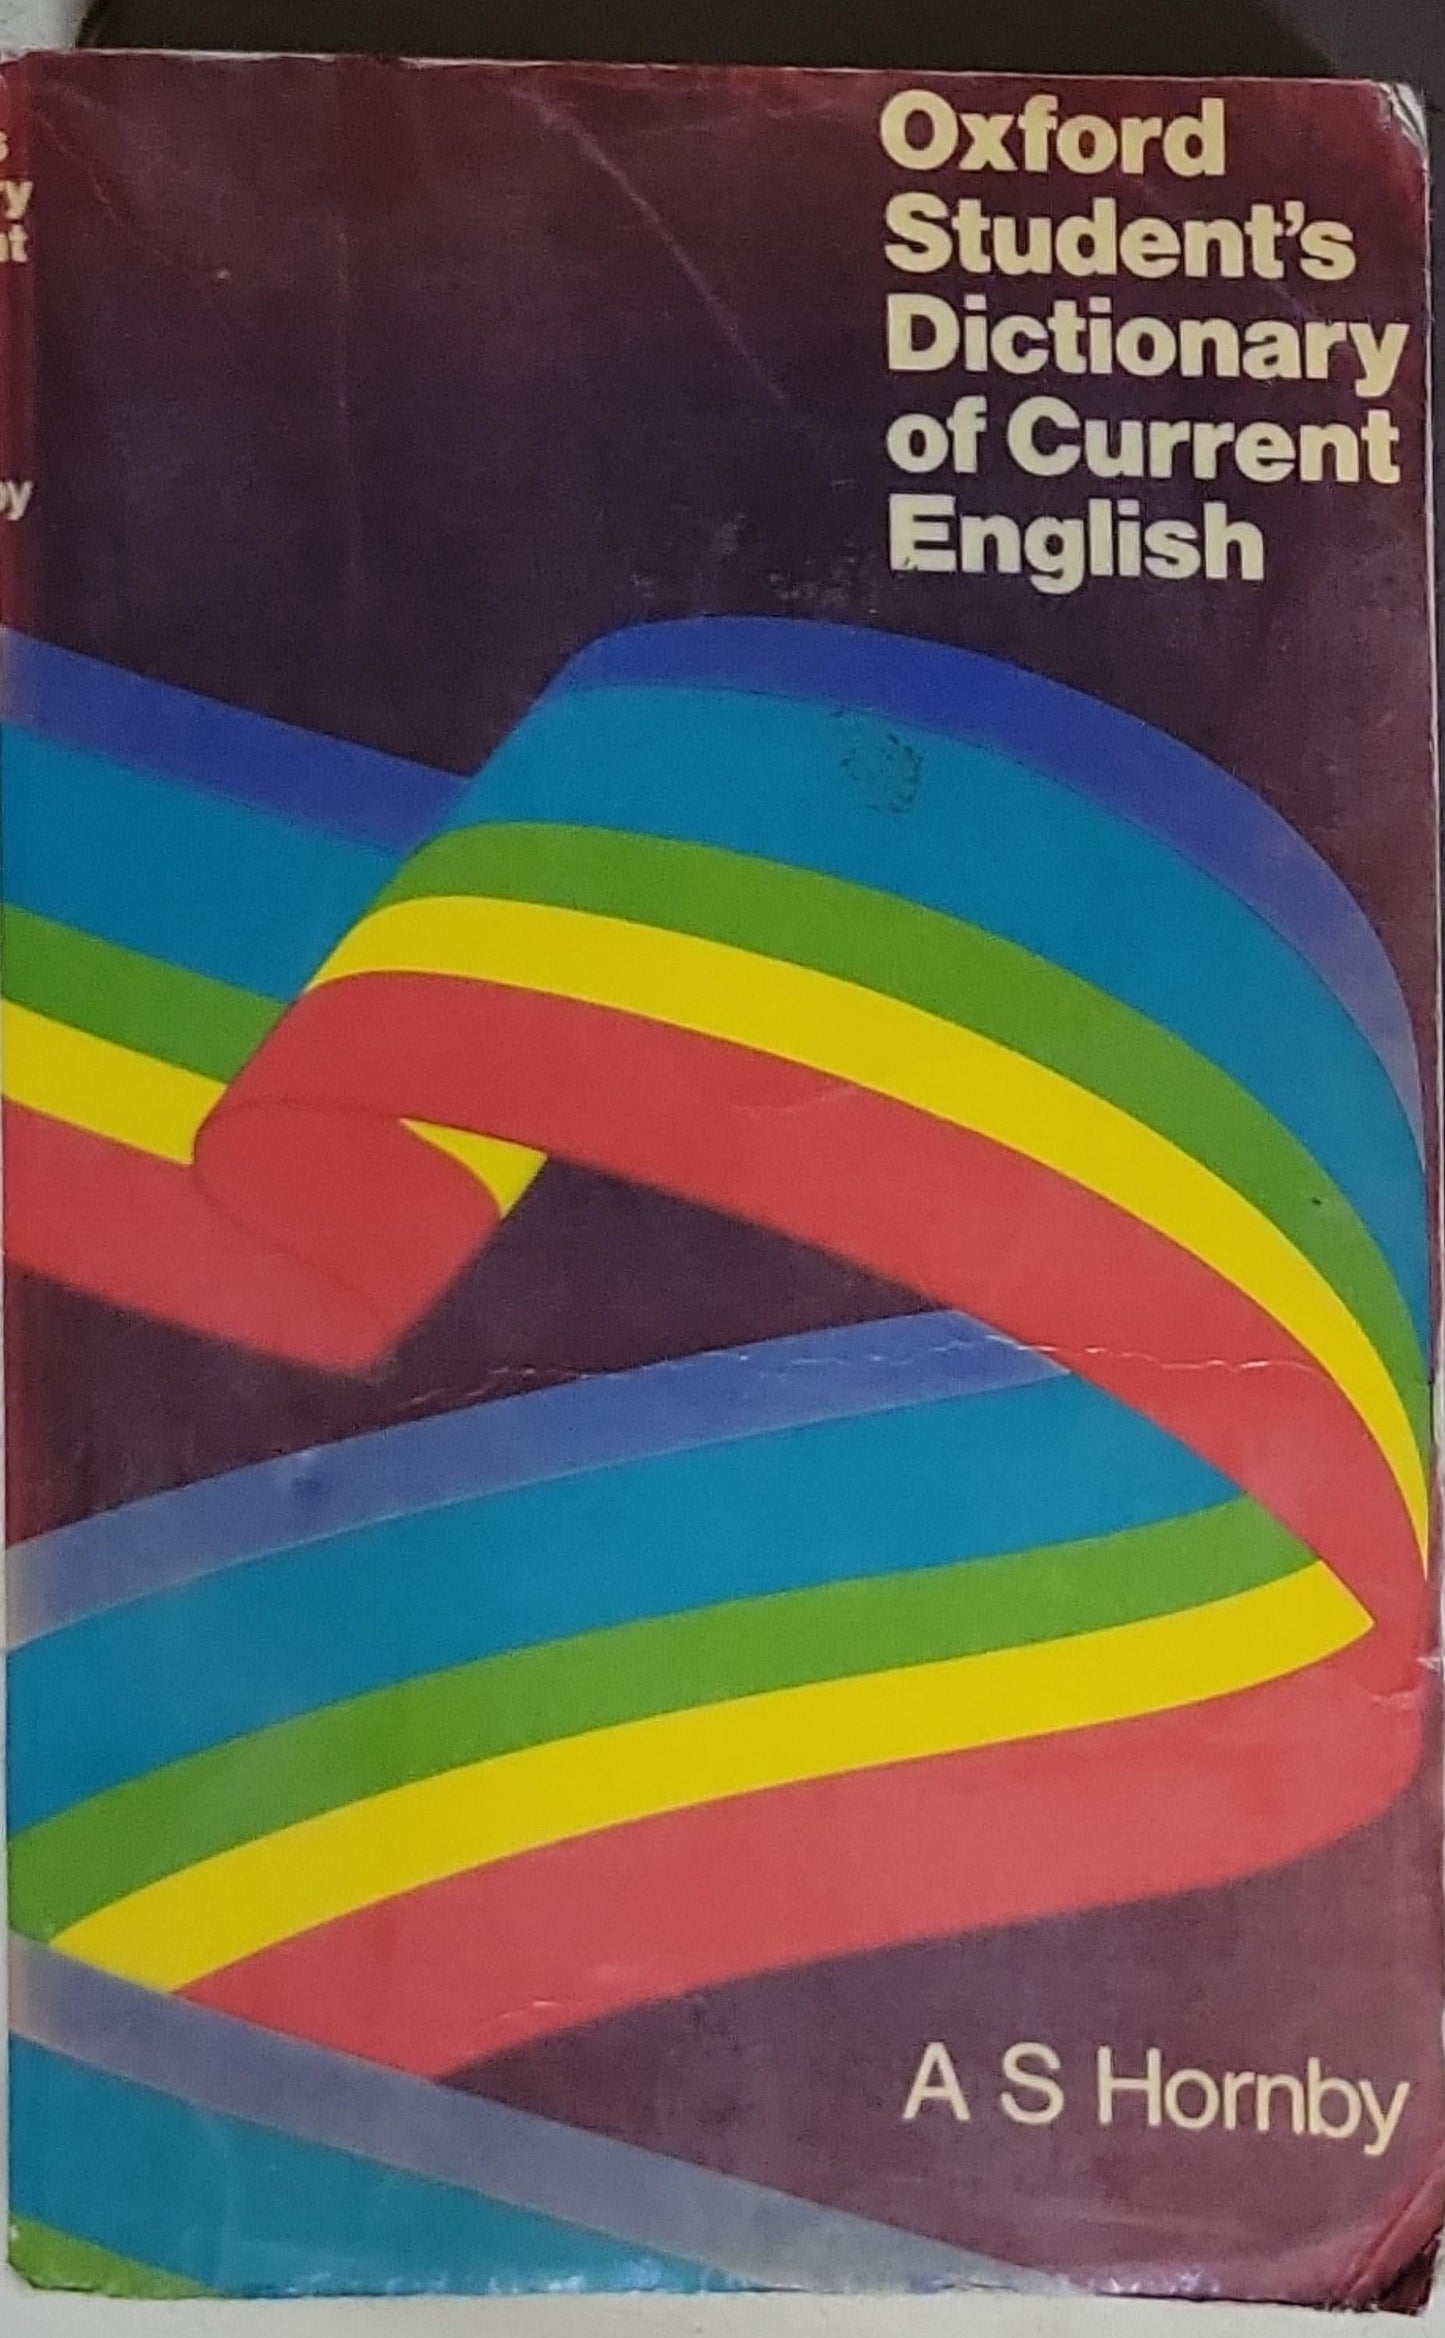 Oxford
Student's
Dictionary
of Current
English
A S Hornby